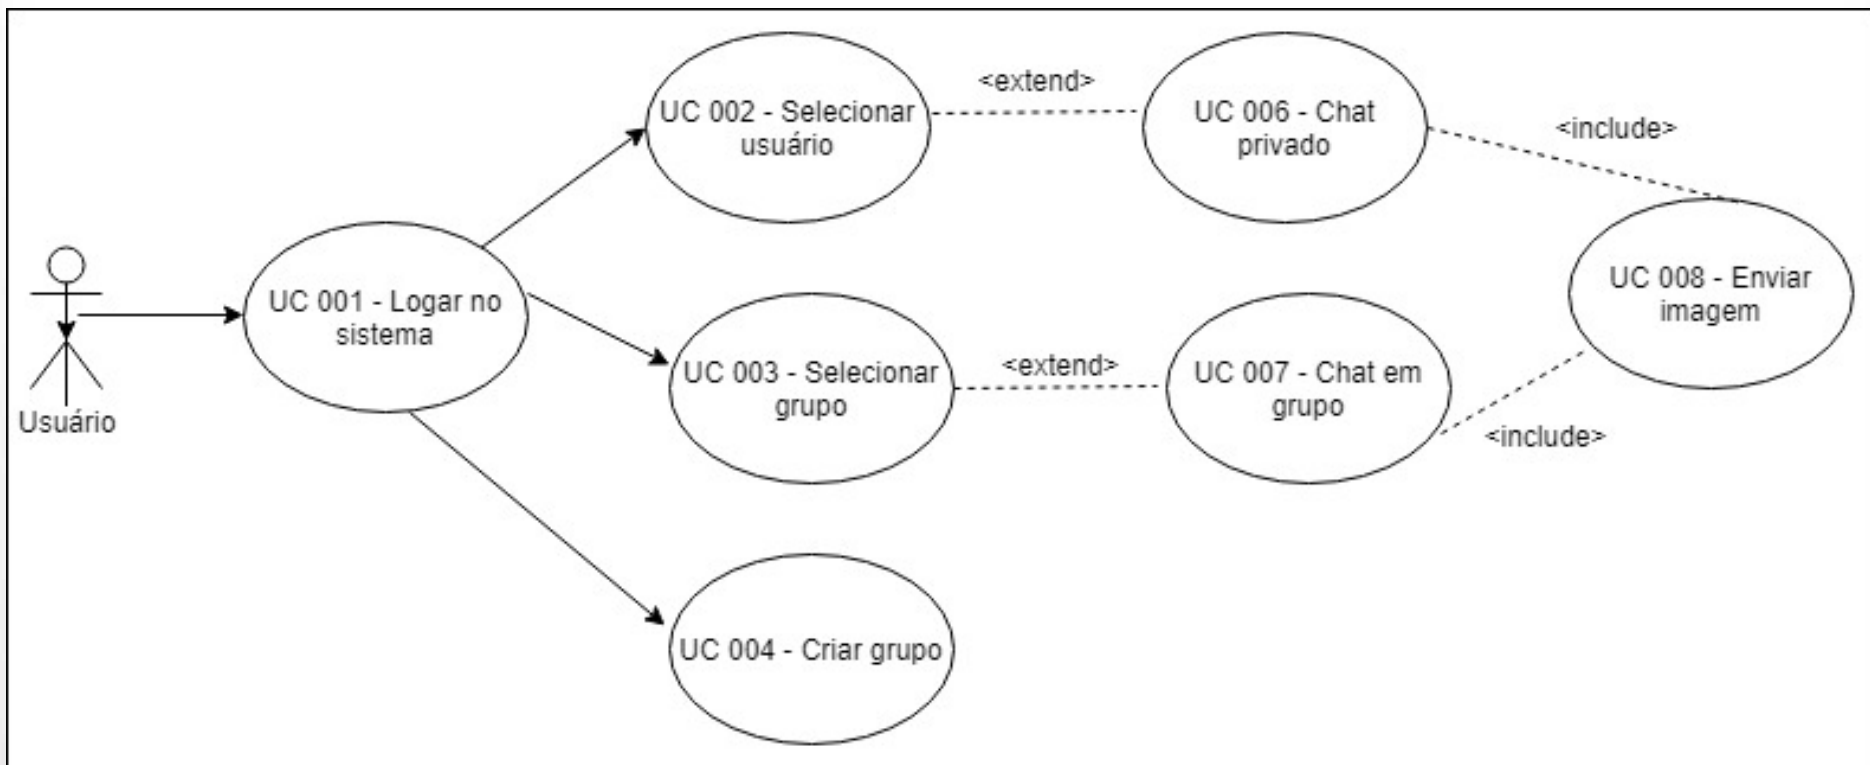 UC 002 - Selecionar
usuário
<extend>
UC 006 - Chat
privado
<include>
UC 001 - Logar no
sistema
UC 008 - Enviar
imagem
UC 003 - Selecionar
grupo
<extend>
UC 007 - Chat em
grupo
<include>
Usuário
UC 004 - Criar grupo